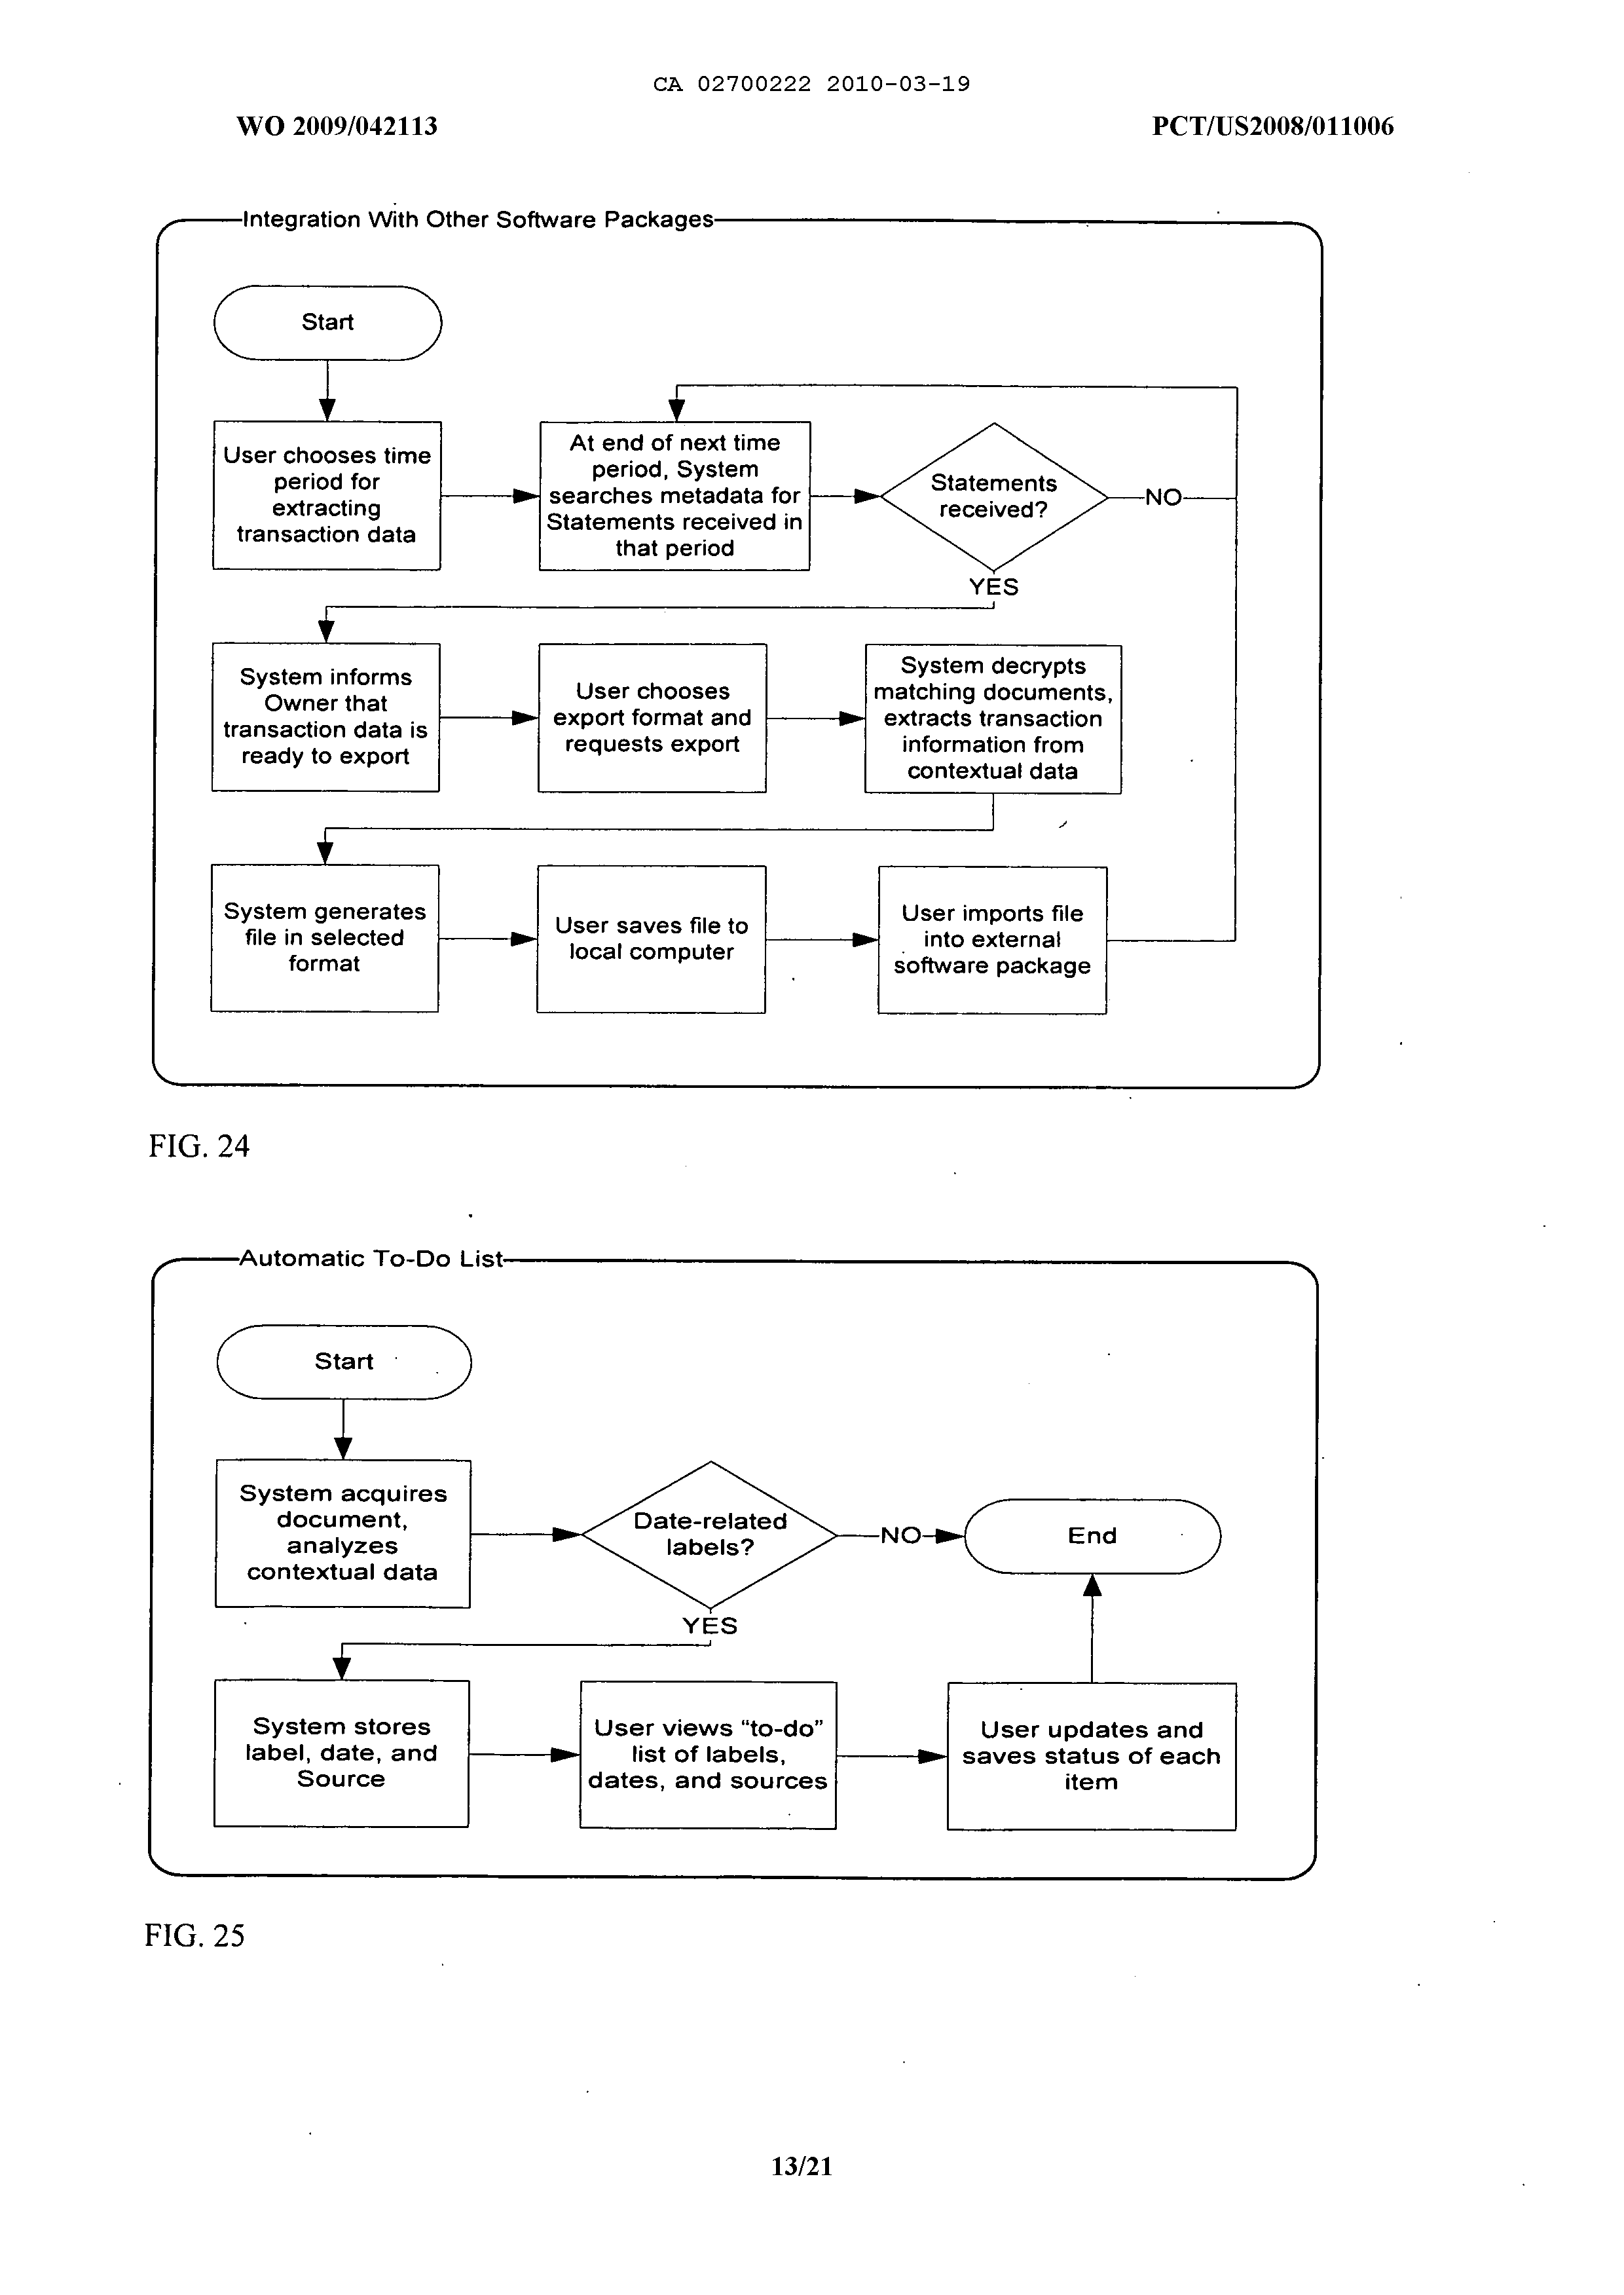 CA 02700222 2010-03-19
WO 2009/042113
PCT/US2008/011006
Integration With Other Software Packages
Start
User chooses time
period for
extracting
transaction data
At end of next time
period, System
searches metadata for
Statements received in
that period
Statements
received?
NO
YES
System informs
Owner that
transaction data is
ready to export
User chooses
export format and
requests export
System decrypts
matching documents,
extracts transaction
information from
contextual data
System generates
file in selected
format
User saves file to
local computer
User imports file
into external
software package
FIG. 24
Automatic To-Do List
Start
System acquires
document,
analyzes
contextual data
Date-related
labels?
NO
End
YES
System stores
label, date, and
Source
User views “to-do”
list of labels,
dates, and sources
User updates and
saves status of each
item
FIG. 25
13/21